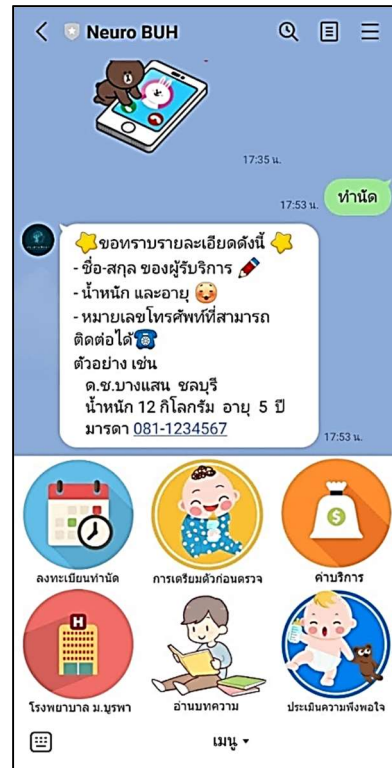 Neuro BUH
17:35 น.
17:53 น. ทำนัด
ขอทราบรายละเอียดดังนี้
- ชื่อ-สกุล ของผู้รับริการ
- น้ำหนัก และอายุ
- หมายเลขโทรศัพท์ที่สามารถ
ติดต่อได้
ตัวอย่าง เช่น
ด.ช.บางแสน ชลบุรี
น้ำหนัก 12 กิโลกรัม อายุ 5 ปี
มารดา 081-1234567
17:53 น.
ลงทะเบียนทำนัด การเตรียมตัวก่อนตรวจ ค่าบริการ
H
โรงพยาบาล ม.บูรพา อ่านบทความ ประเมินความพึงพอใจ
เมนู